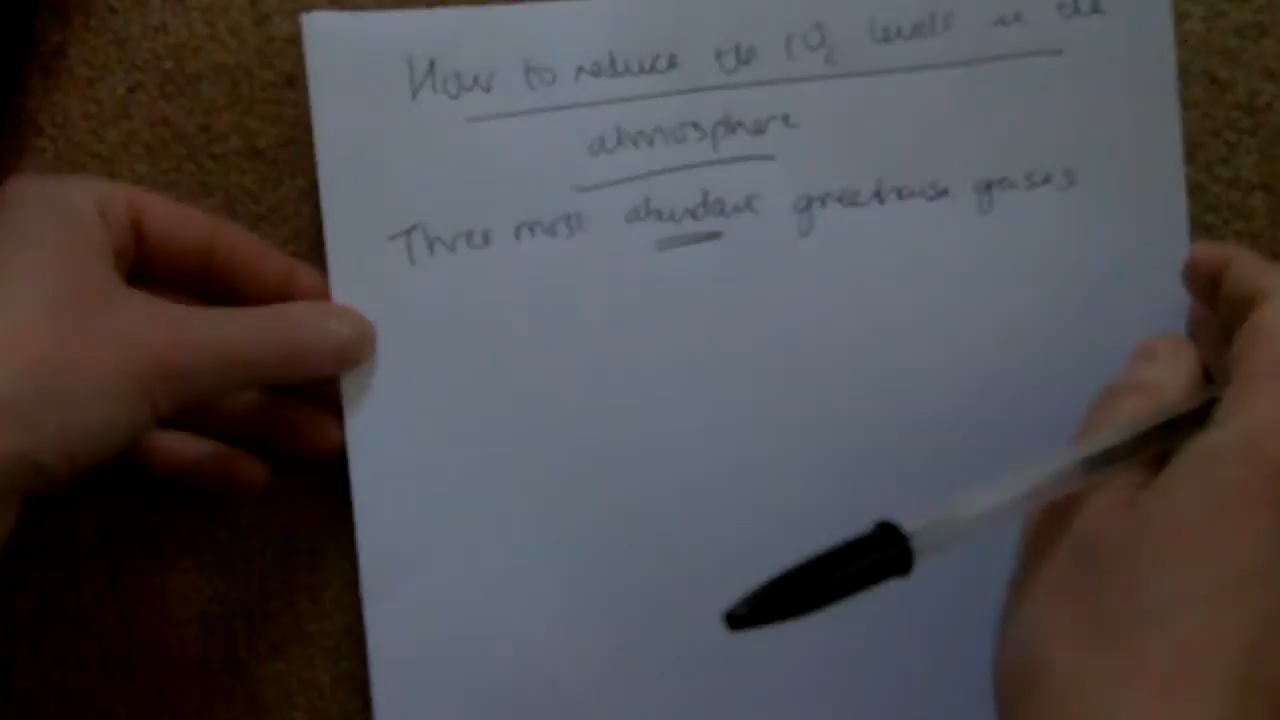 How to reduce the CO₂ levels in the
atmosphere
Three most abundant greenhouse gases